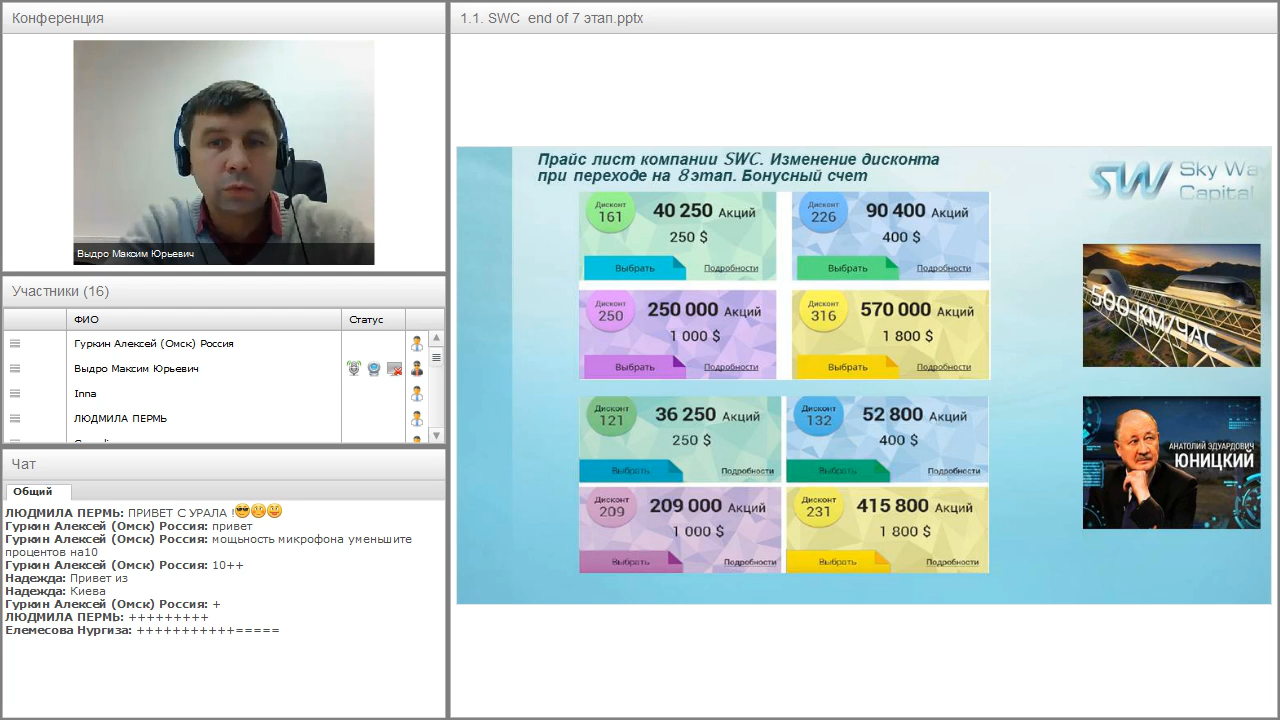 Конференция
Выдро Максим Юрьевич
Участники (16)
ФИО
Статус
Гуркин Алексей (Омск) Россия
Выдро Максим Юрьевич
Inna
ЛЮДМИЛА ПЕРМЬ
Чат
Общий
ЛЮДМИЛА ПЕРМЬ: ПРИВЕТ С УРАЛА !
Гуркин Алексей (Омск) Россия: привет
Гуркин Алексей (Омск) Россия: мощьность микрофона уменьшите
процентов на10
Гуркин Алексей (Омск) Россия: 10++
Надежда: Привет из
Надежда: Киева
Гуркин Алексей (Омск) Россия: +
ЛЮДМИЛА ПЕРМЬ: +++++++++
Елемесова Нургиза: +++++++++++=====
1.1. SWC end of 7 этап.pptx
Прайс лист компании SWC. Изменение дисконта
при переходе на 8 этап. Бонусный счет
Дисконт
161
40 250 Акций
250 $
Выбрать
Подробности
Дисконт
226
90 400 Акций
400 $
Выбрать
Подробности
Дисконт
250
250 000 Акций
1 000 $
Выбрать
Подробности
Дисконт
316
570 000 Акций
1 800 $
Выбрать
Подробности
Дисконт
121
36 250 Акций
250 $
Выбрать
Подробности
Дисконт
132
52 800 Акций
400 $
Выбрать
Подробности
Дисконт
209
209 000 Акций
1 000 $
Выбрать
Подробности
Дисконт
231
415 800 Акций
1 800 $
Выбрать
Подробности
SW
Sky Wa
Capital
500 КМ/ЧАС
АНАТОЛИЙ ЭДУАРДОВИЧ
ЮНИЦКИЙ